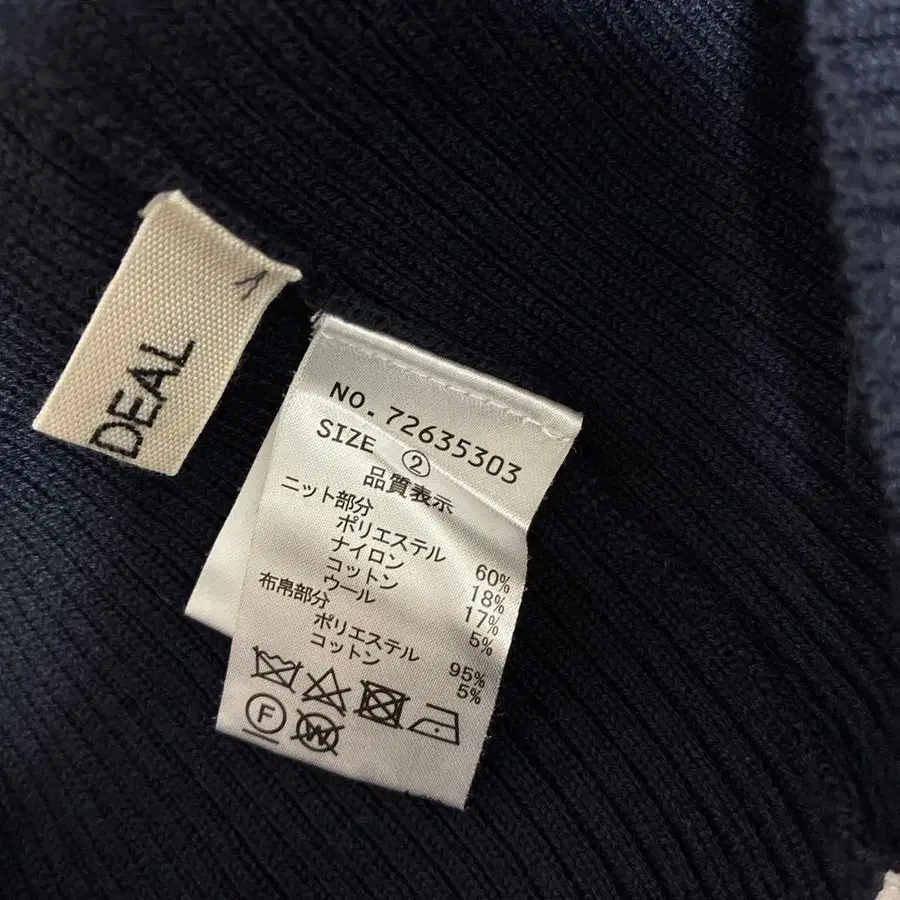 DEAL
NO. 72635303
SIZE ②
品質表示
ニット部分
ポリエステル 60%
ナイロン 18%
コットン 17%
ウール 5%
布帛部分
ポリエステル 95%
コットン 5%
F W